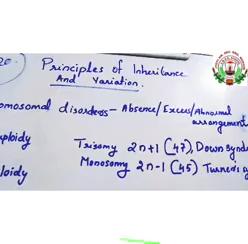 Principles of Inheritance
And Variation.
omosomal disorders - Absence/Excess/Abnormal
arrangement
uploidy Trisomy 2n+1 (47), Down Synd
loidy Monosomy 2n-1 (45) Turner's